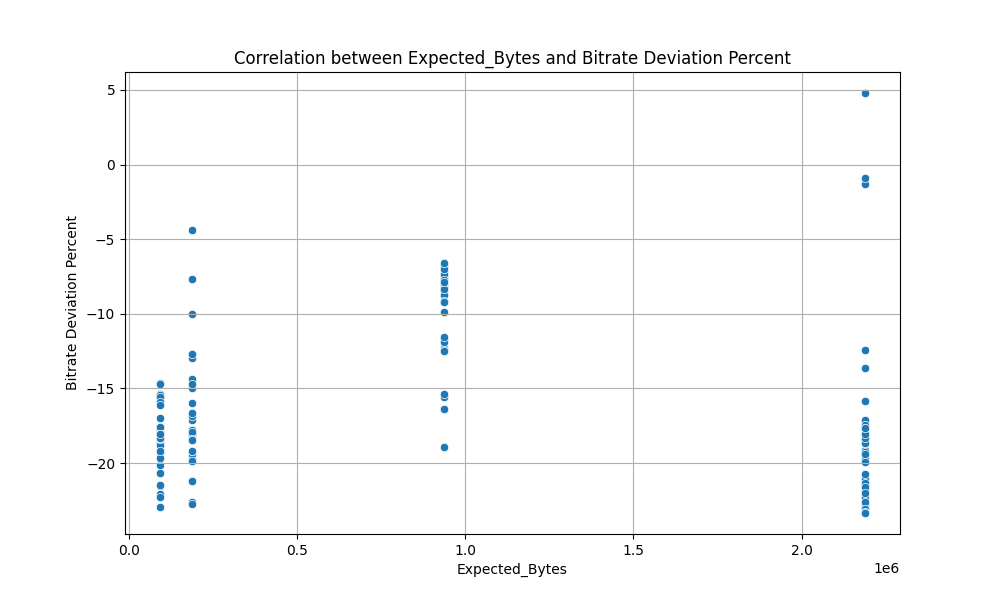 Correlation between Expected_Bytes and Bitrate Deviation Percent
Bitrate Deviation Percent
5
0
−5
−10
−15
−20
0.0 0.5 1.0 1.5 2.0
1e6
Expected_Bytes